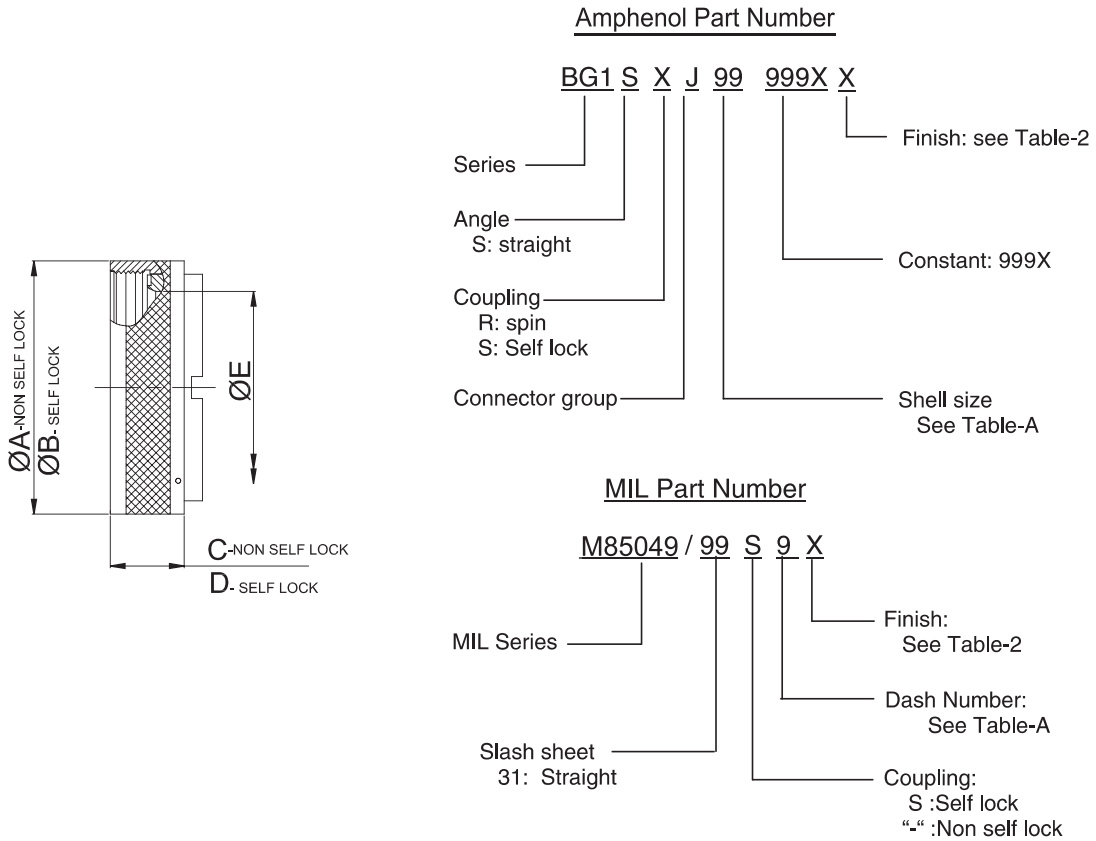 Amphenol Part Number
BG1 S X J 99 999X X
Finish: see Table-2
Series
Angle
S: straight
Constant: 999X
Coupling
R: spin
S: Self lock
Connector group
Shell size
See Table-A
ØA-NON SELF LOCK
ØB- SELF LOCK
ØE
C-NON SELF LOCK
D- SELF LOCK
MIL Part Number
M85049 / 99 S 9 X
Finish:
See Table-2
MIL Series
Dash Number:
See Table-A
Slash sheet
31: Straight
Coupling:
S :Self lock
“-“ :Non self lock